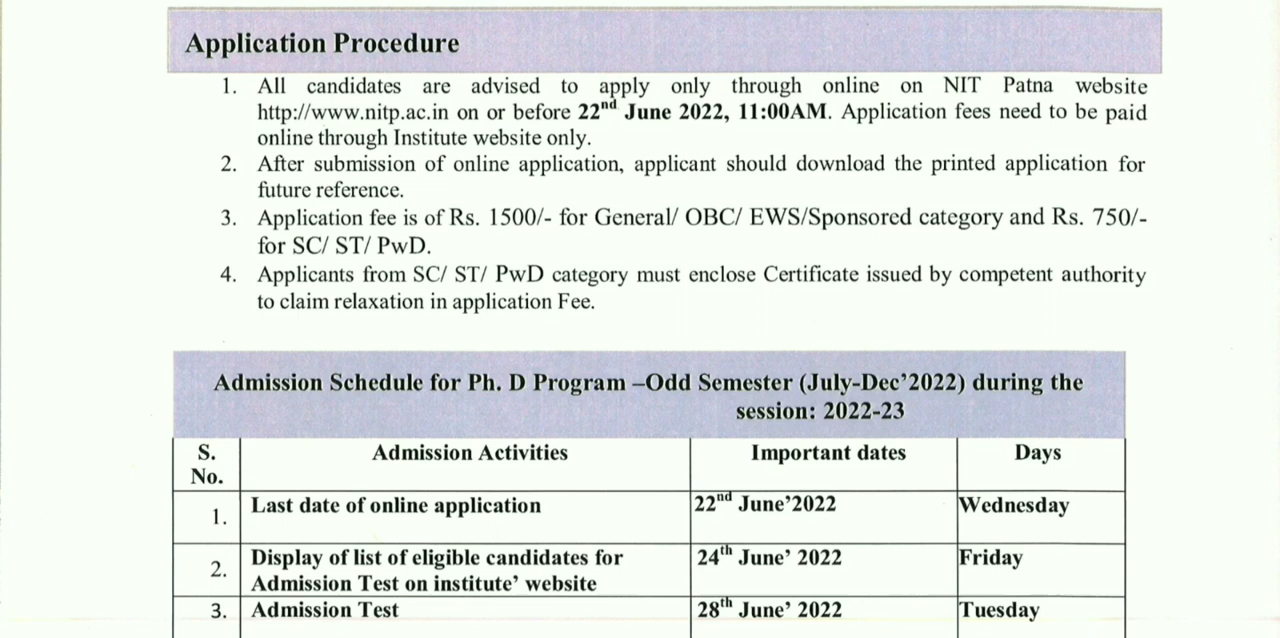 Application Procedure
1. All candidates are advised to apply only through online on NIT Patna website
http://www.nitp.ac.in on or before 22nd June 2022, 11:00AM. Application fees need to be paid
online through Institute website only.
2. After submission of online application, applicant should download the printed application for
future reference.
3. Application fee is of Rs. 1500/- for General/ OBC/ EWS/Sponsored category and Rs. 750/-
for SC/ ST/ PwD.
4. Applicants from SC/ ST/ PwD category must enclose Certificate issued by competent authority
to claim relaxation in application Fee.
Admission Schedule for Ph. D Program –Odd Semester (July-Dec’2022) during the
session: 2022-23
S. No. Admission Activities Important dates Days
1. Last date of online application 22nd June’2022 Wednesday
2. Display of list of eligible candidates for
Admission Test on institute’ website 24th June’ 2022 Friday
3. Admission Test 28th June’ 2022 Tuesday